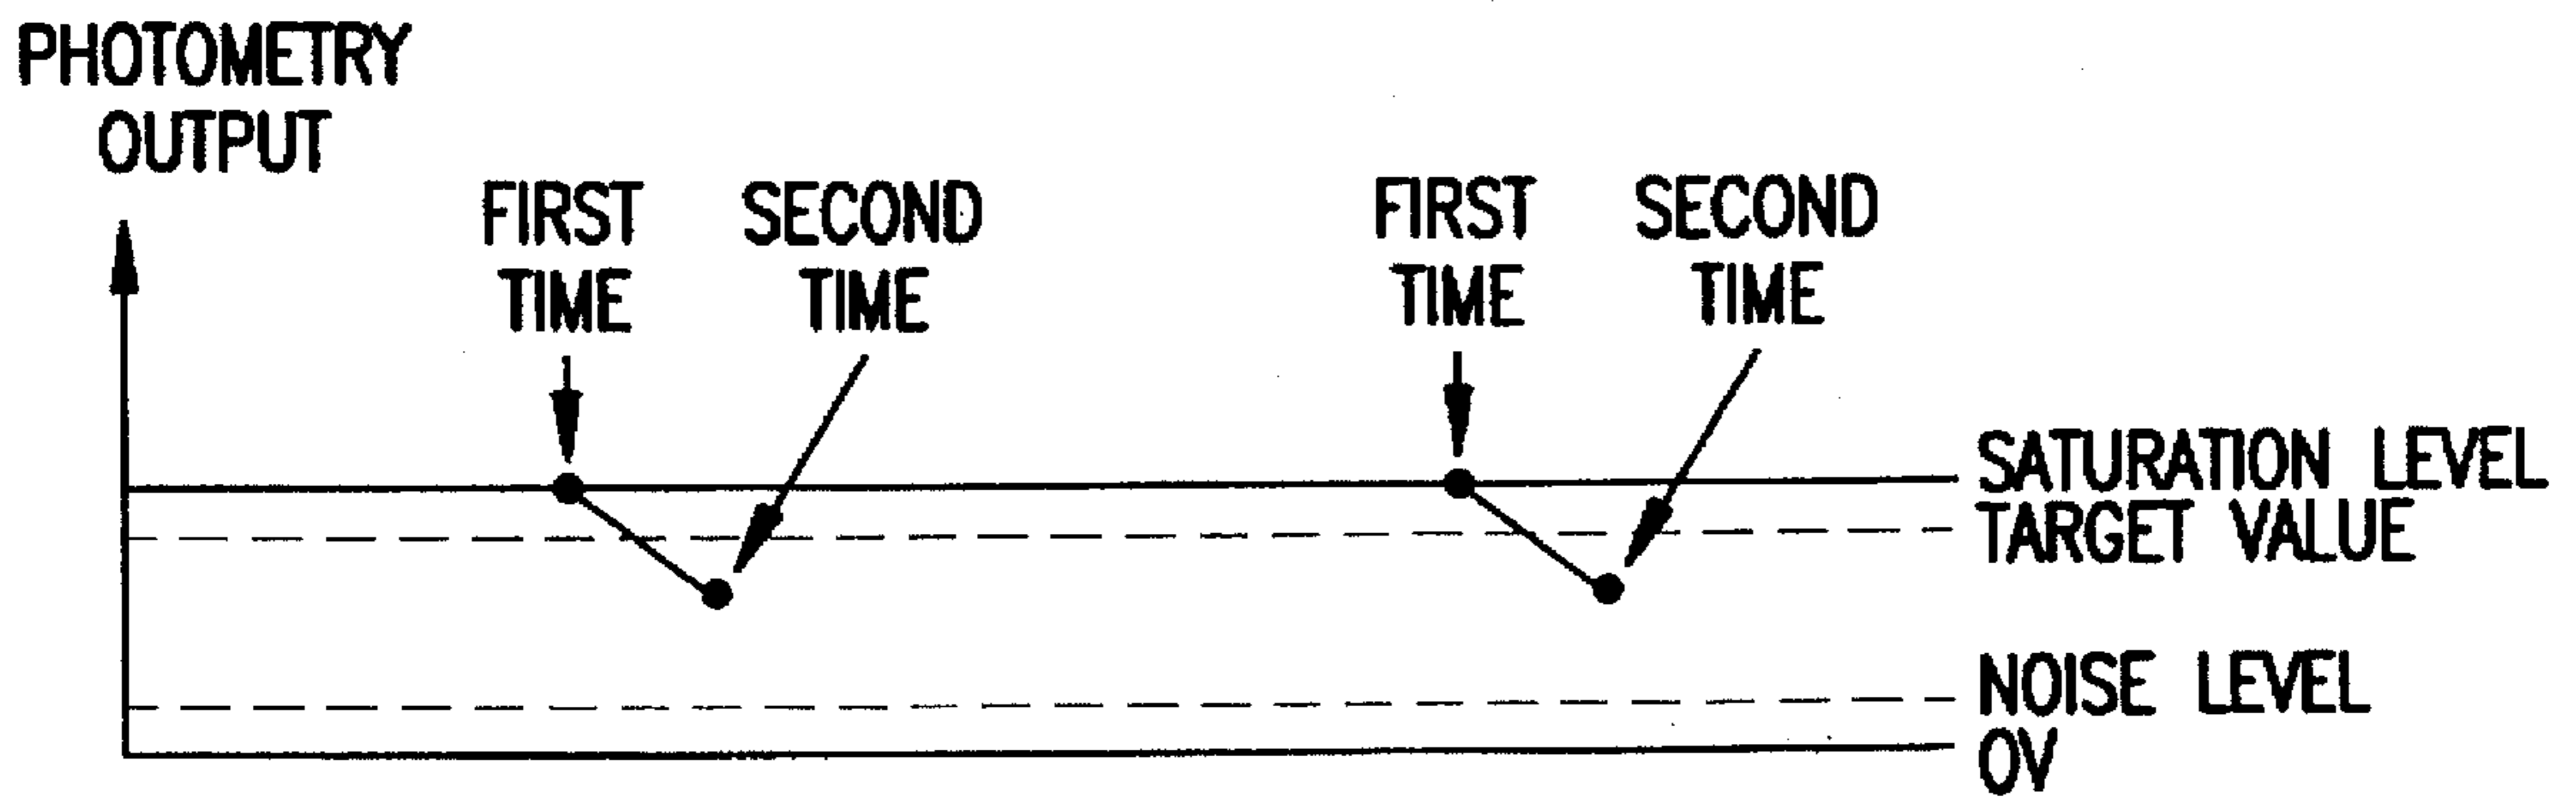 PHOTOMETRY
OUTPUT
FIRST
TIME
SECOND
TIME
FIRST
TIME
SECOND
TIME
SATURATION LEVEL
TARGET VALUE
NOISE LEVEL
0V